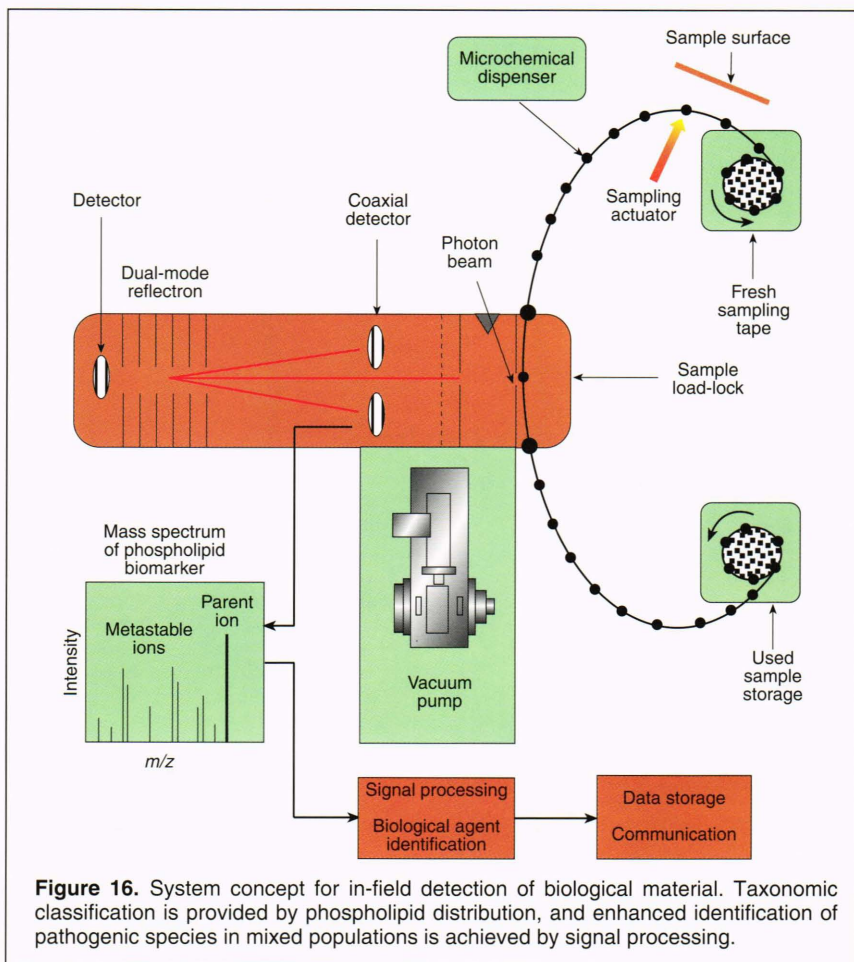 Sample surface
Microchemical
dispenser
Detector
Coaxial
detector
Sampling
actuator
Dual-mode
reflectron
Photon
beam
Fresh
sampling
tape
Sample
load-lock
Mass spectrum
of phospholipid
biomarker
Parent
ion
Metastable
ions
Intensity
m/z
Vacuum
pump
Used
sample
storage
Signal processing
Biological agent
identification
Data storage
Communication
Figure 16. System concept for in-field detection of biological material. Taxonomic
classification is provided by phospholipid distribution, and enhanced identification of
pathogenic species in mixed populations is achieved by signal processing.